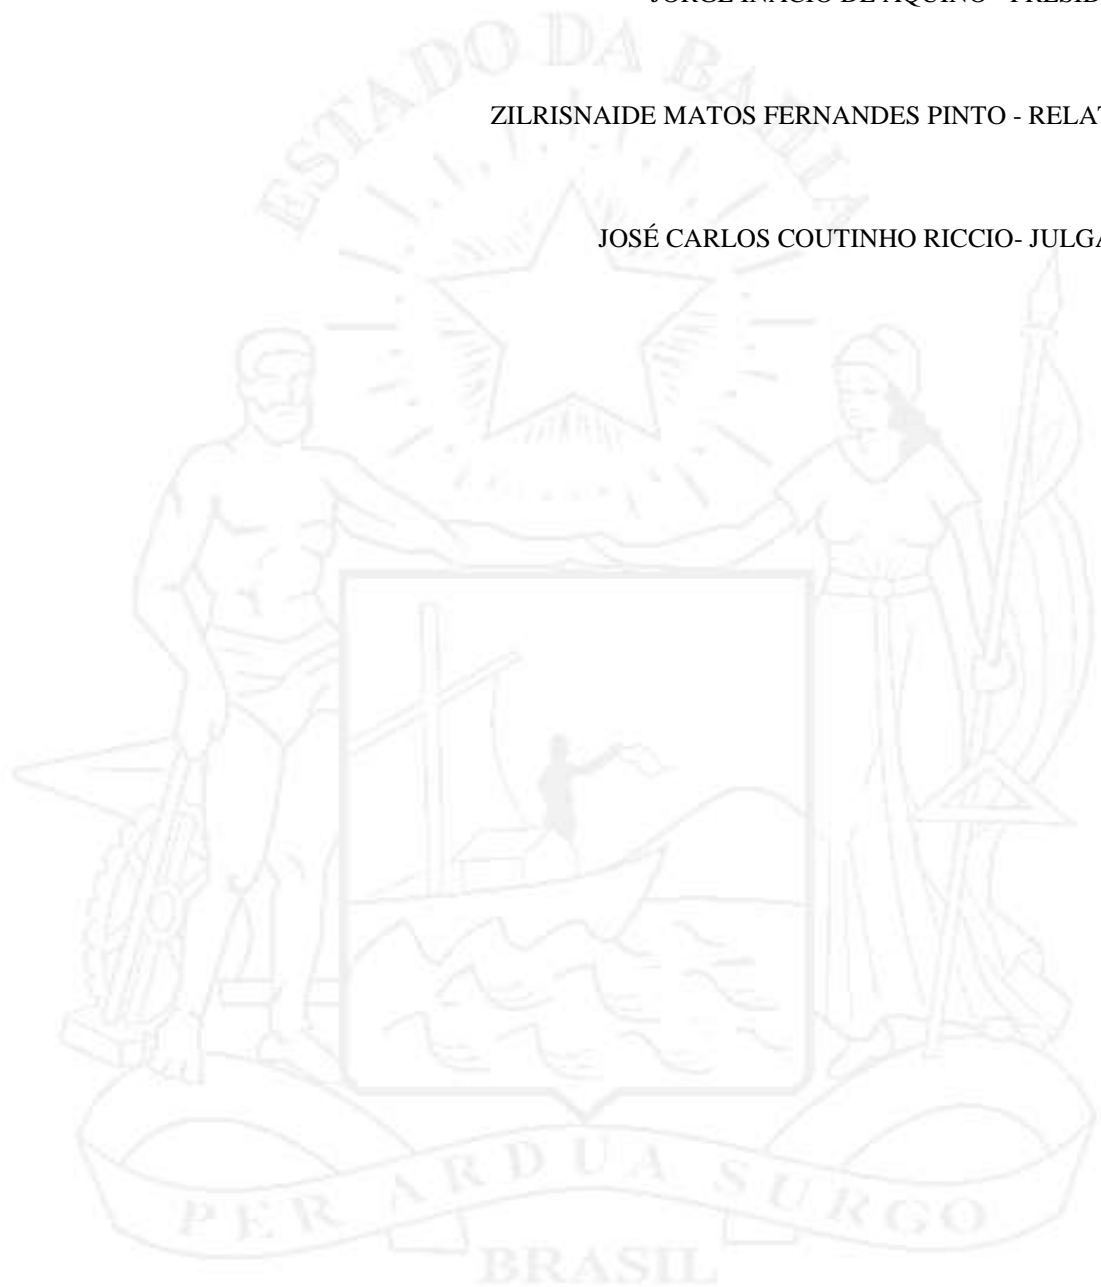 JORGE INÁCIO DE AQUINO - PRESID
ZILRISNAIDE MATOS FERNANDES PINTO - RELAT
JOSÉ CARLOS COUTINHO RICCIO- JULGA
ESTADO DA BAHIA
PER ARDUA SURGO
BRASIL